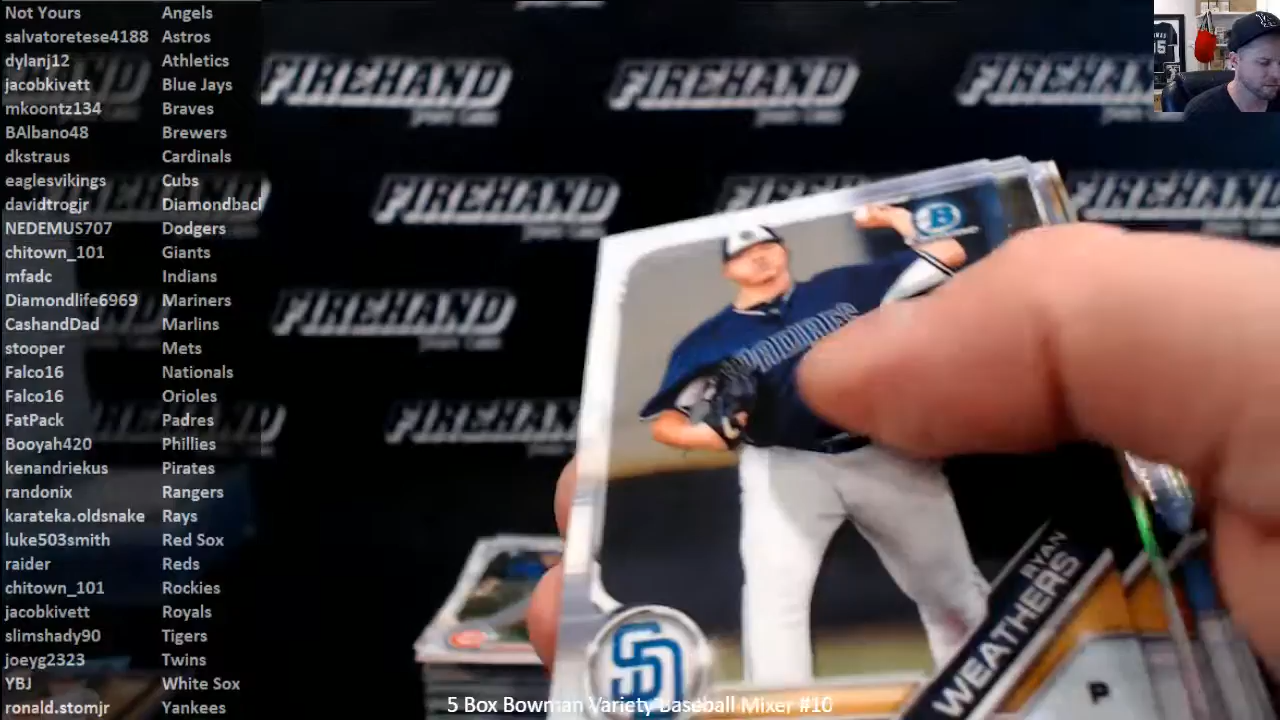 Not Yours Angels
salvatoretese4188 Astros
dylanj12 Athletics
jacobkivett Blue Jays
mkoontz134 Braves
BAlbano48 Brewers
dkstraus Cardinals
eaglesvikings Cubs
davidtrogjr Diamondbacl
NEDEMUS707 Dodgers
chitown_101 Giants
mfadc Indians
Diamondlife6969 Mariners
CashandDad Marlins
stooper Mets
Falco16 Nationals
Falco16 Orioles
FatPack Padres
Booyah420 Phillies
kenandriekus Pirates
randonix Rangers
karateka.oldsnake Rays
luke503smith Red Sox
raider Reds
chitown_101 Rockies
jacobkivett Royals
slimshady90 Tigers
joeyg2323 Twins
YBJ White Sox
ronald.stomjr Yankees
FIREHAND FIREHAND FIREHAND
FIREHAND FIREHAND
FIREHAND
FIREHAND
B
PADRES
RYAN
WEATHERS
P
SD
5 Box Bowman Variety Baseball Mixer #10